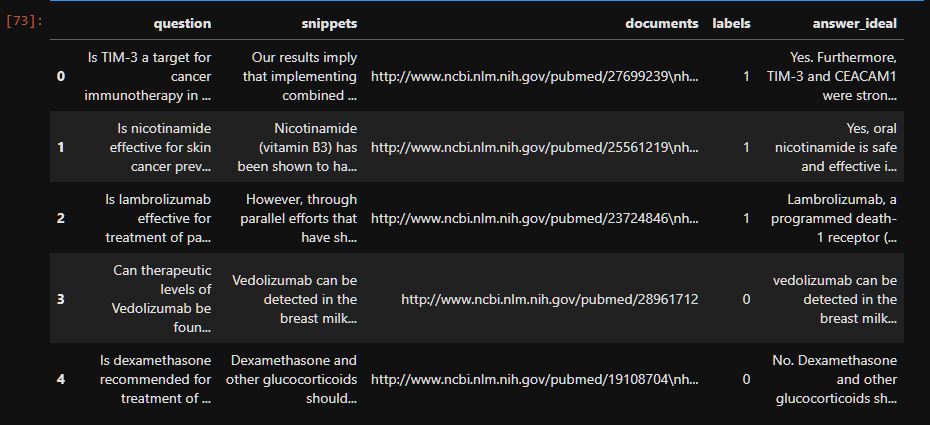 [73]:
question snippets documents labels answer_ideal
0 Is TIM-3 a target for cancer immunotherapy in ... Our results imply that implementing combined ... http://www.ncbi.nlm.nih.gov/pubmed/27699239\nh... 1 Yes. Furthermore, TIM-3 and CEACAM1 were stron...
1 Is nicotinamide effective for skin cancer prev... Nicotinamide (vitamin B3) has been shown to ha... http://www.ncbi.nlm.nih.gov/pubmed/25561219\nh... 1 Yes, oral nicotinamide is safe and effective i...
2 Is lambrolizumab effective for treatment of pa... However, through parallel efforts that have sh... http://www.ncbi.nlm.nih.gov/pubmed/23724846\nh... 1 Lambrolizumab, a programmed death-1 receptor (...
3 Can therapeutic levels of Vedolizumab be foun... Vedolizumab can be detected in the breast milk... http://www.ncbi.nlm.nih.gov/pubmed/28961712 0 vedolizumab can be detected in the breast milk...
4 Is dexamethasone recommended for treatment of ... Dexamethasone and other glucocorticoids should... http://www.ncbi.nlm.nih.gov/pubmed/19108704\nh... 0 No. Dexamethasone and other glucocorticoids sh...